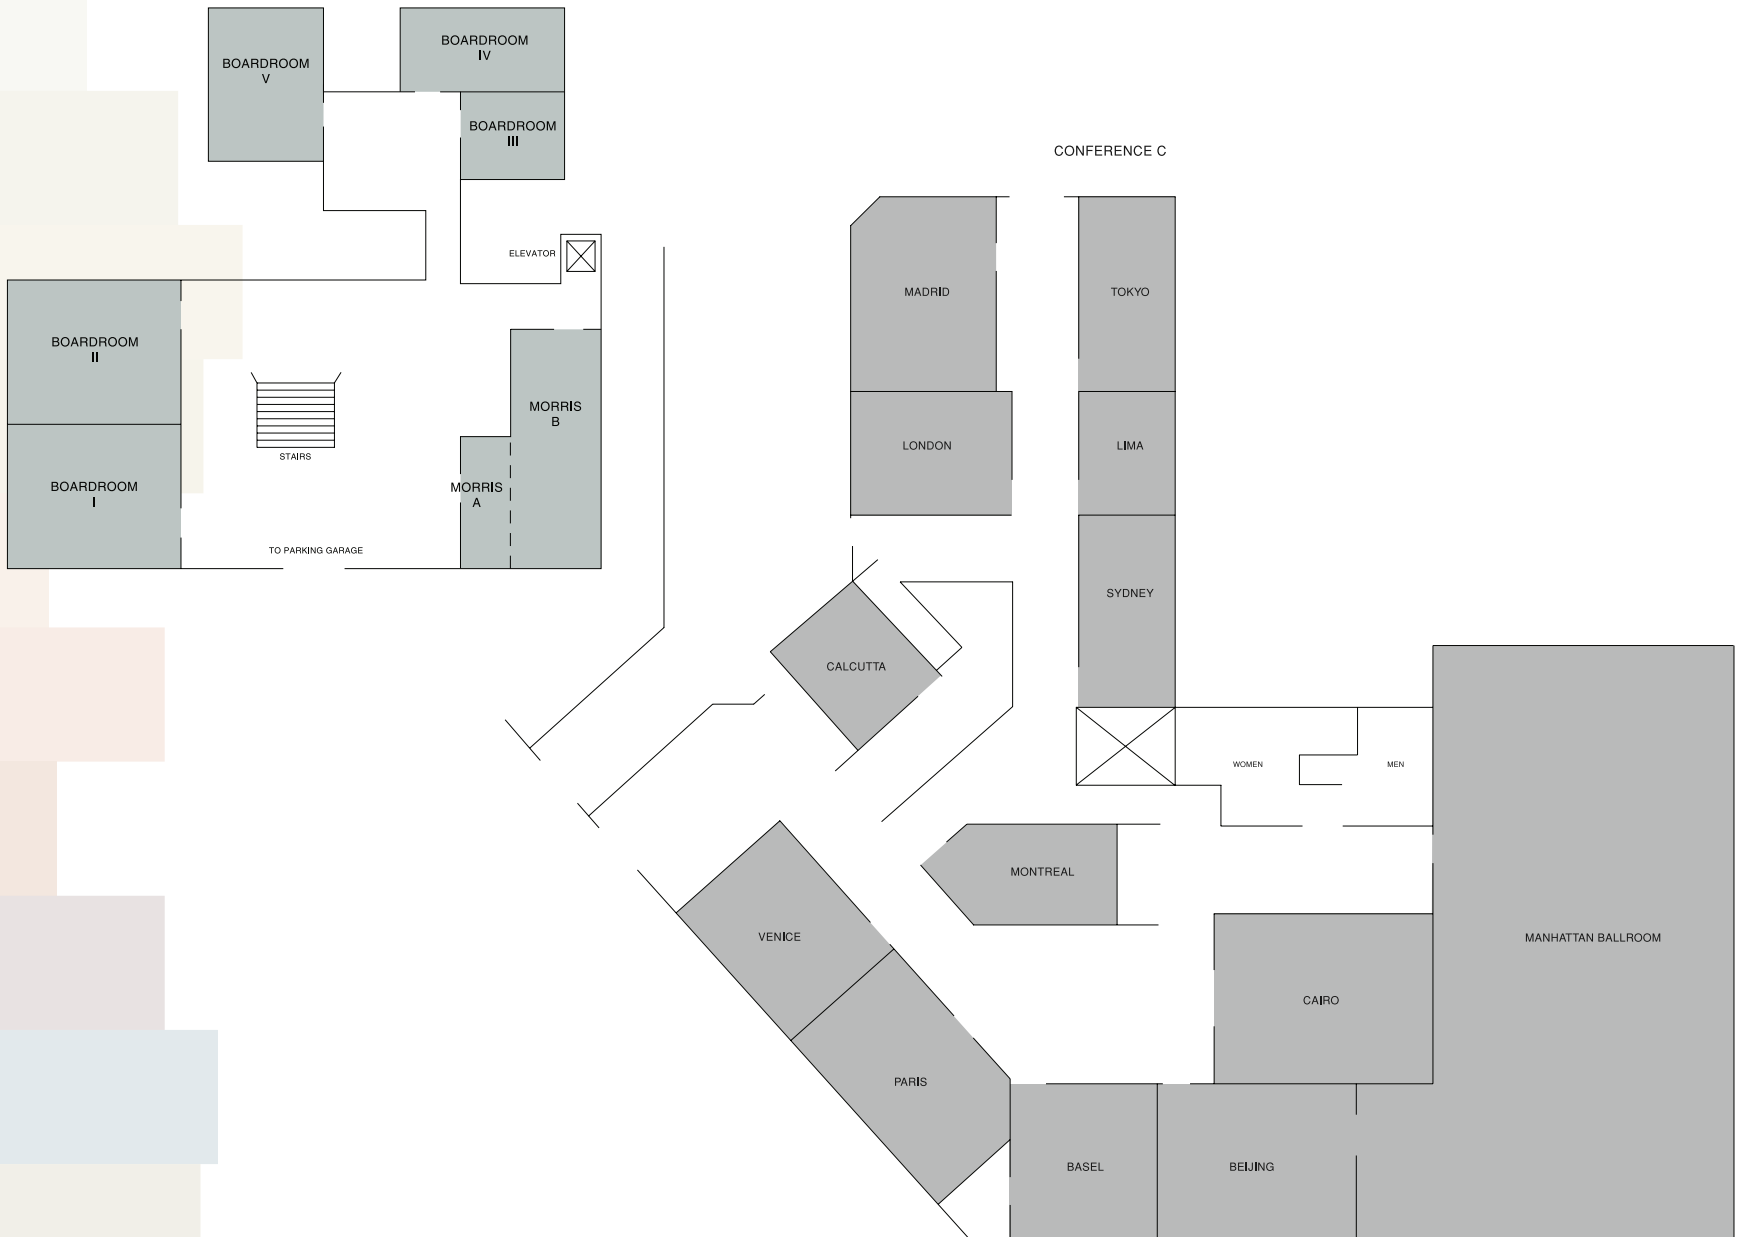 BOARDROOM
V
BOARDROOM
IV
BOARDROOM
III
CONFERENCE C
ELEVATOR
MADRID
TOKYO
BOARDROOM
II
MORRIS
B
LONDON
LIMA
STAIRS
BOARDROOM
I
MORRIS
A
TO PARKING GARAGE
SYDNEY
CALCUTTA
WOMEN
MEN
MONTREAL
VENICE
MANHATTAN BALLROOM
CAIRO
PARIS
BASEL
BEIJING